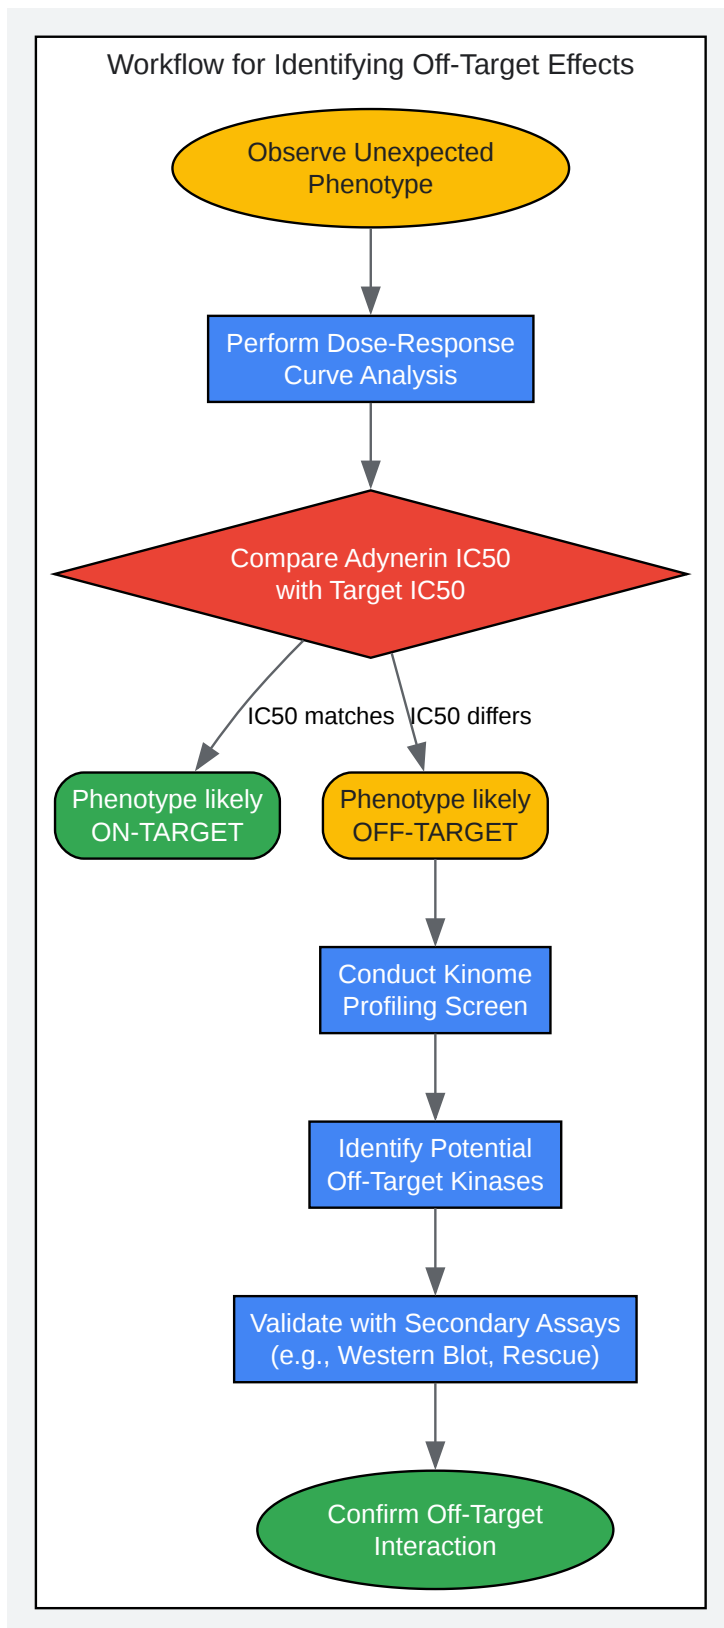 Workflow for Identifying Off-Target Effects
Observe Unexpected
Phenotype
Perform Dose-Response
Curve Analysis
Compare Adynerin IC50
with Target IC50
IC50 matches
IC50 differs
Phenotype likely
ON-TARGET
Phenotype likely
OFF-TARGET
Conduct Kinome
Profiling Screen
Identify Potential
Off-Target Kinases
Validate with Secondary Assays
(e.g., Western Blot, Rescue)
Confirm Off-Target
Interaction